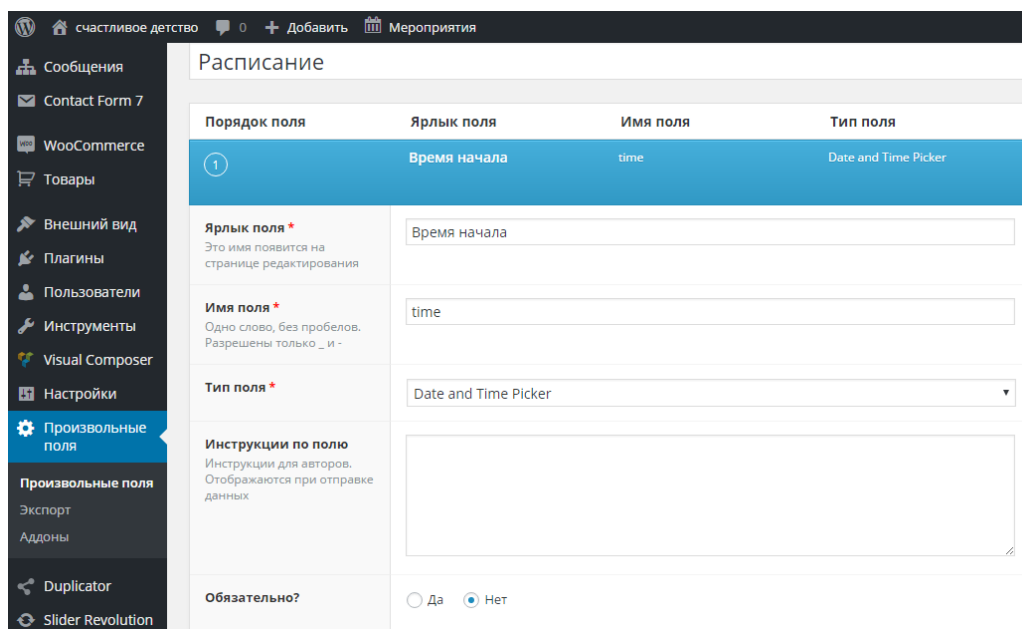 счастливое детство 0 + Добавить Мероприятия
Сообщения
Contact Form 7
WooCommerce
Товары
Внешний вид
Плагины
Пользователи
Инструменты
Visual Composer
Настройки
Произвольные
поля
Произвольные поля
Экспорт
Аддоны
Duplicator
Slider Revolution
Расписание
Порядок поля Ярлык поля Имя поля Тип поля
1 Время начала time Date and Time Picker
Ярлык поля *
Это имя появится на
странице редактирования
Время начала
Имя поля *
Одно слово, без пробелов.
Разрешены только _ и -
time
Тип поля *
Date and Time Picker
Инструкции по полю
Инструкции для авторов.
Отображаются при отправке
данных
Обязательно?
Да Нет